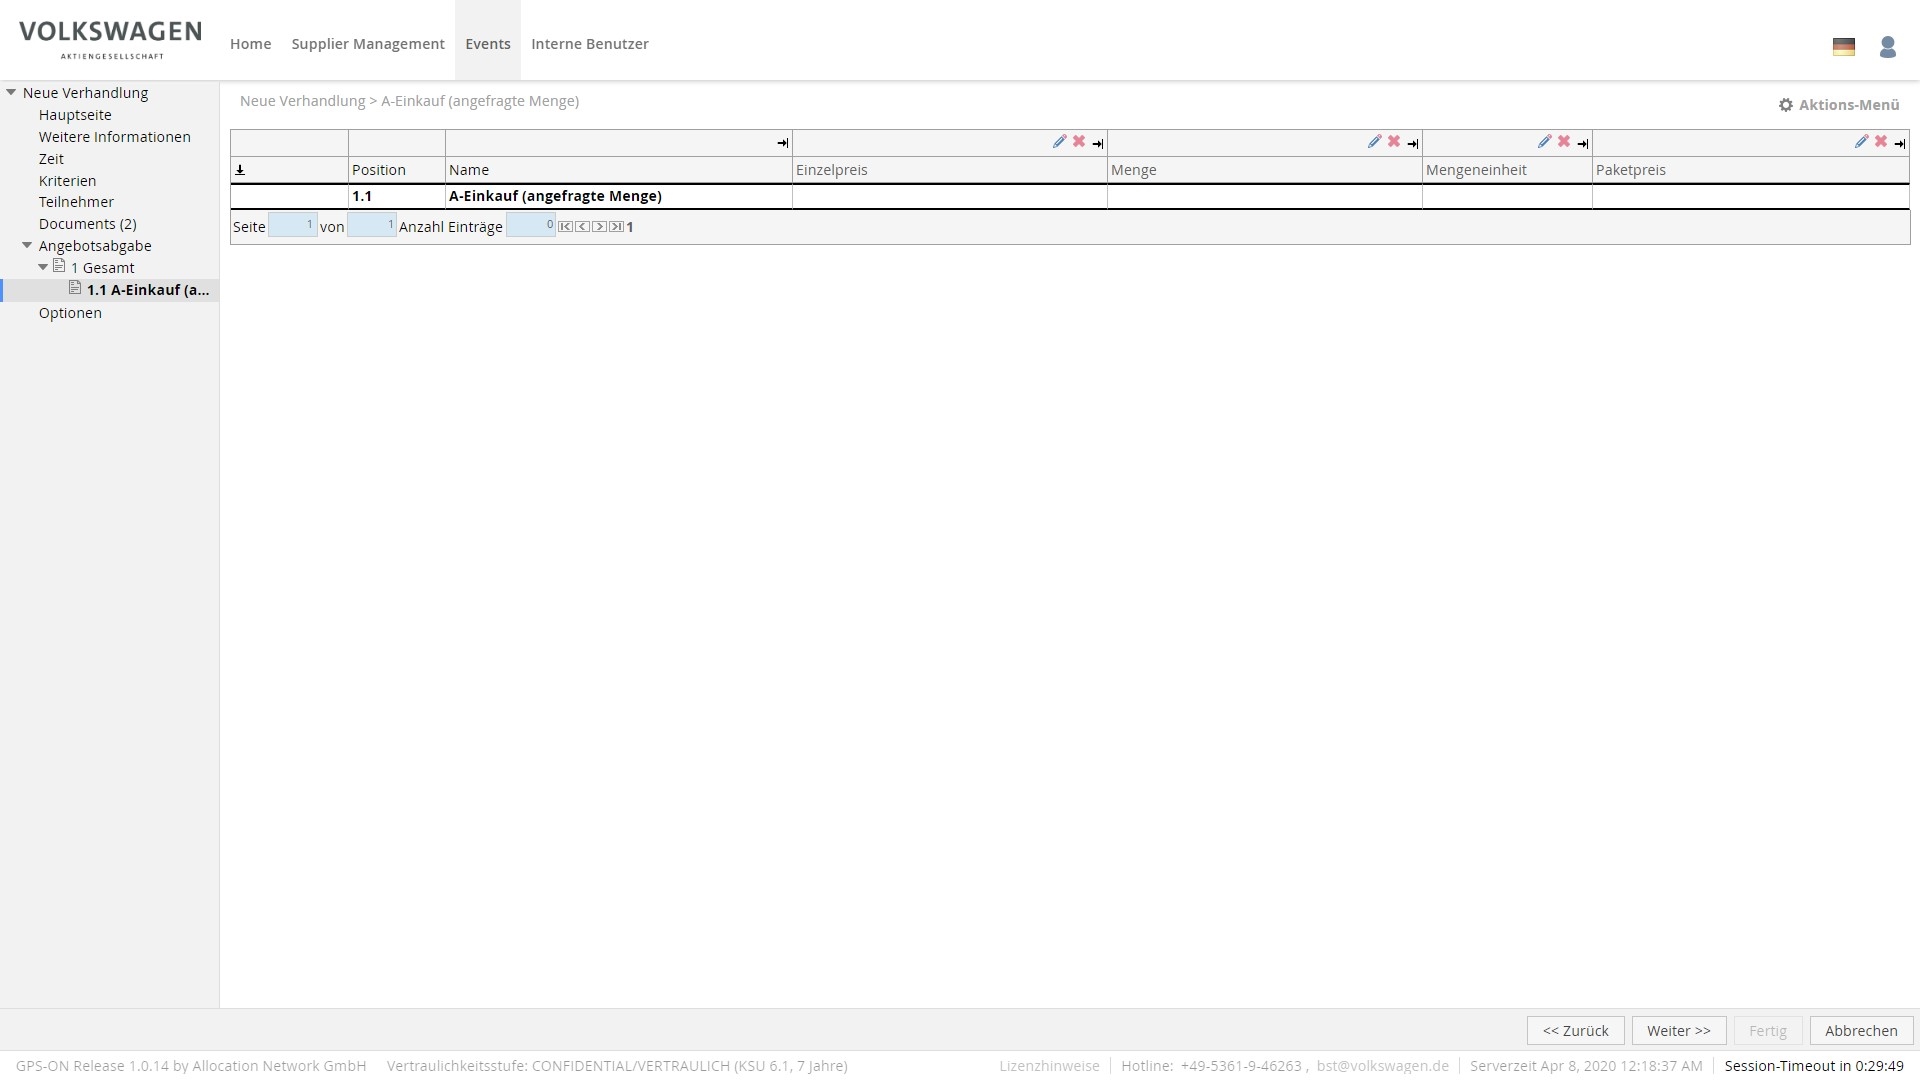 VOLKSWAGEN
AKTIENGESELLSCHAFT
Home Supplier Management Events Interne Benutzer
Neue Verhandlung
Hauptseite
Weitere Informationen
Zeit
Kriterien
Teilnehmer
Documents (2)
Angebotsabgabe
1 Gesamt
1.1 A-Einkauf (a...
Optionen
Neue Verhandlung > A-Einkauf (angefragte Menge)
Aktions-Menü
Position Name Einzelpreis Menge Mengeneinheit Paketpreis
1.1 A-Einkauf (angefragte Menge)
Seite 1 von 1 Anzahl Einträge 0 1
<< Zurück Weiter >> Fertig Abbrechen
GPS-ON Release 1.0.14 by Allocation Network GmbH Vertraulichkeitsstufe: CONFIDENTIAL/VERTRAULICH (KSU 6.1, 7 Jahre) Lizenzhinweise Hotline: +49-5361-9-46263 , bst@volkswagen.de Serverzeit Apr 8, 2020 12:18:37 AM Session-Timeout in 0:29:49